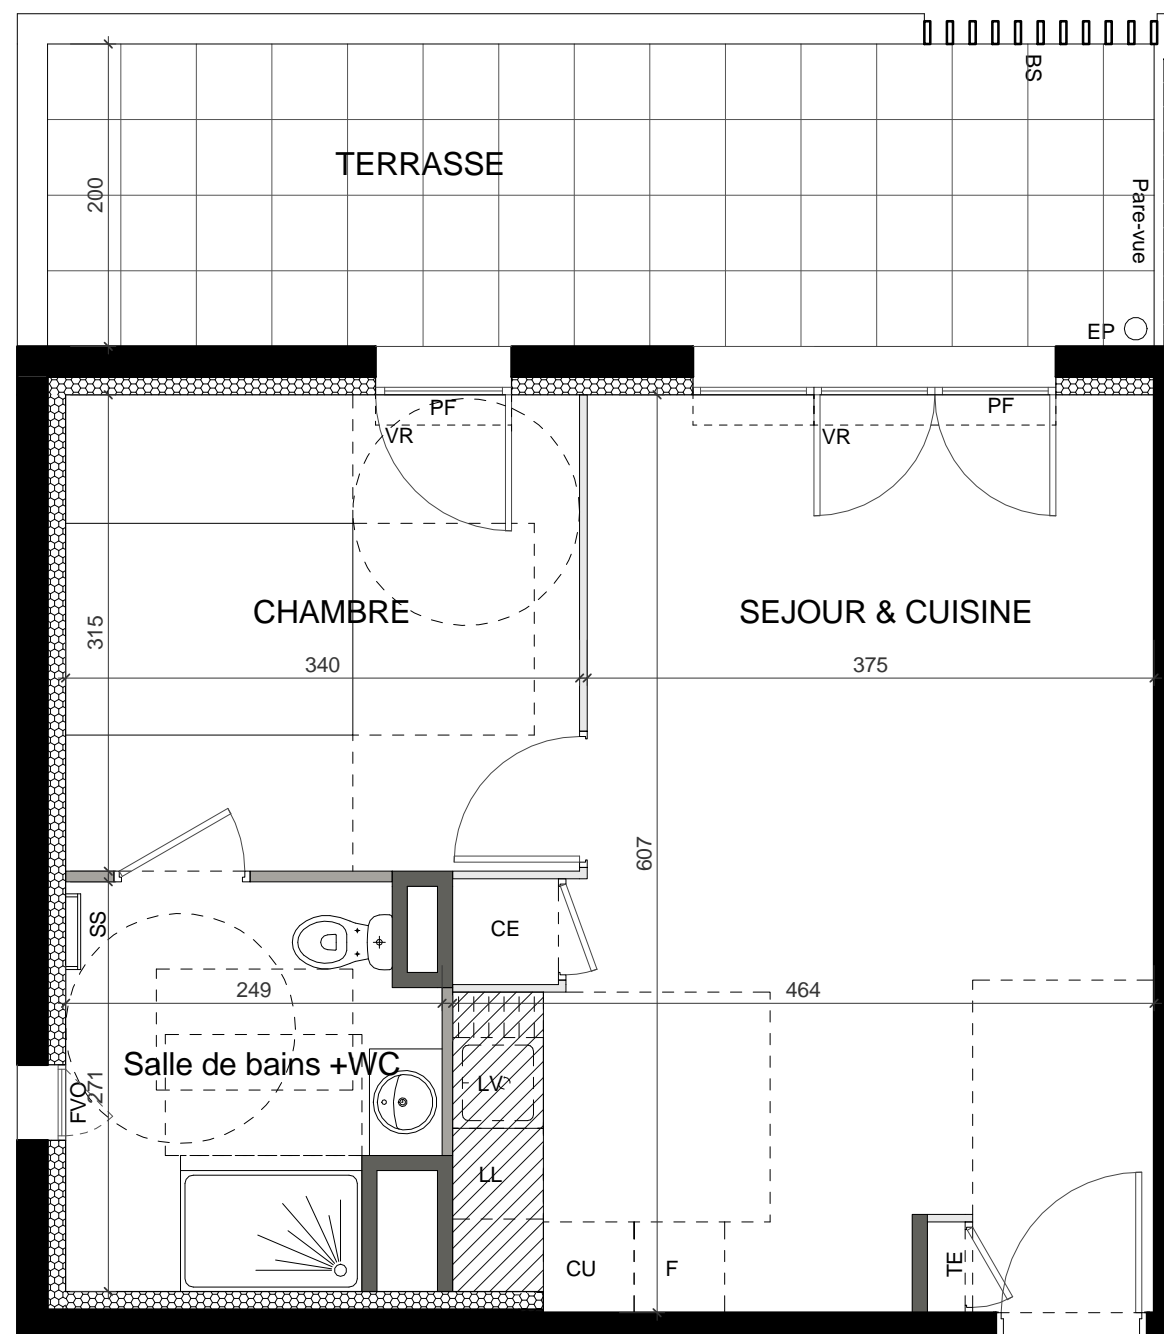 BS
TERRASSE
200
Pare-vue
EP
PF
VR
PF
VR
CHAMBRE
SEJOUR & CUISINE
315
340
375
607
SS
CE
249
464
Salle de bains +WC
FVO
271
LV
LL
CU
F
TE